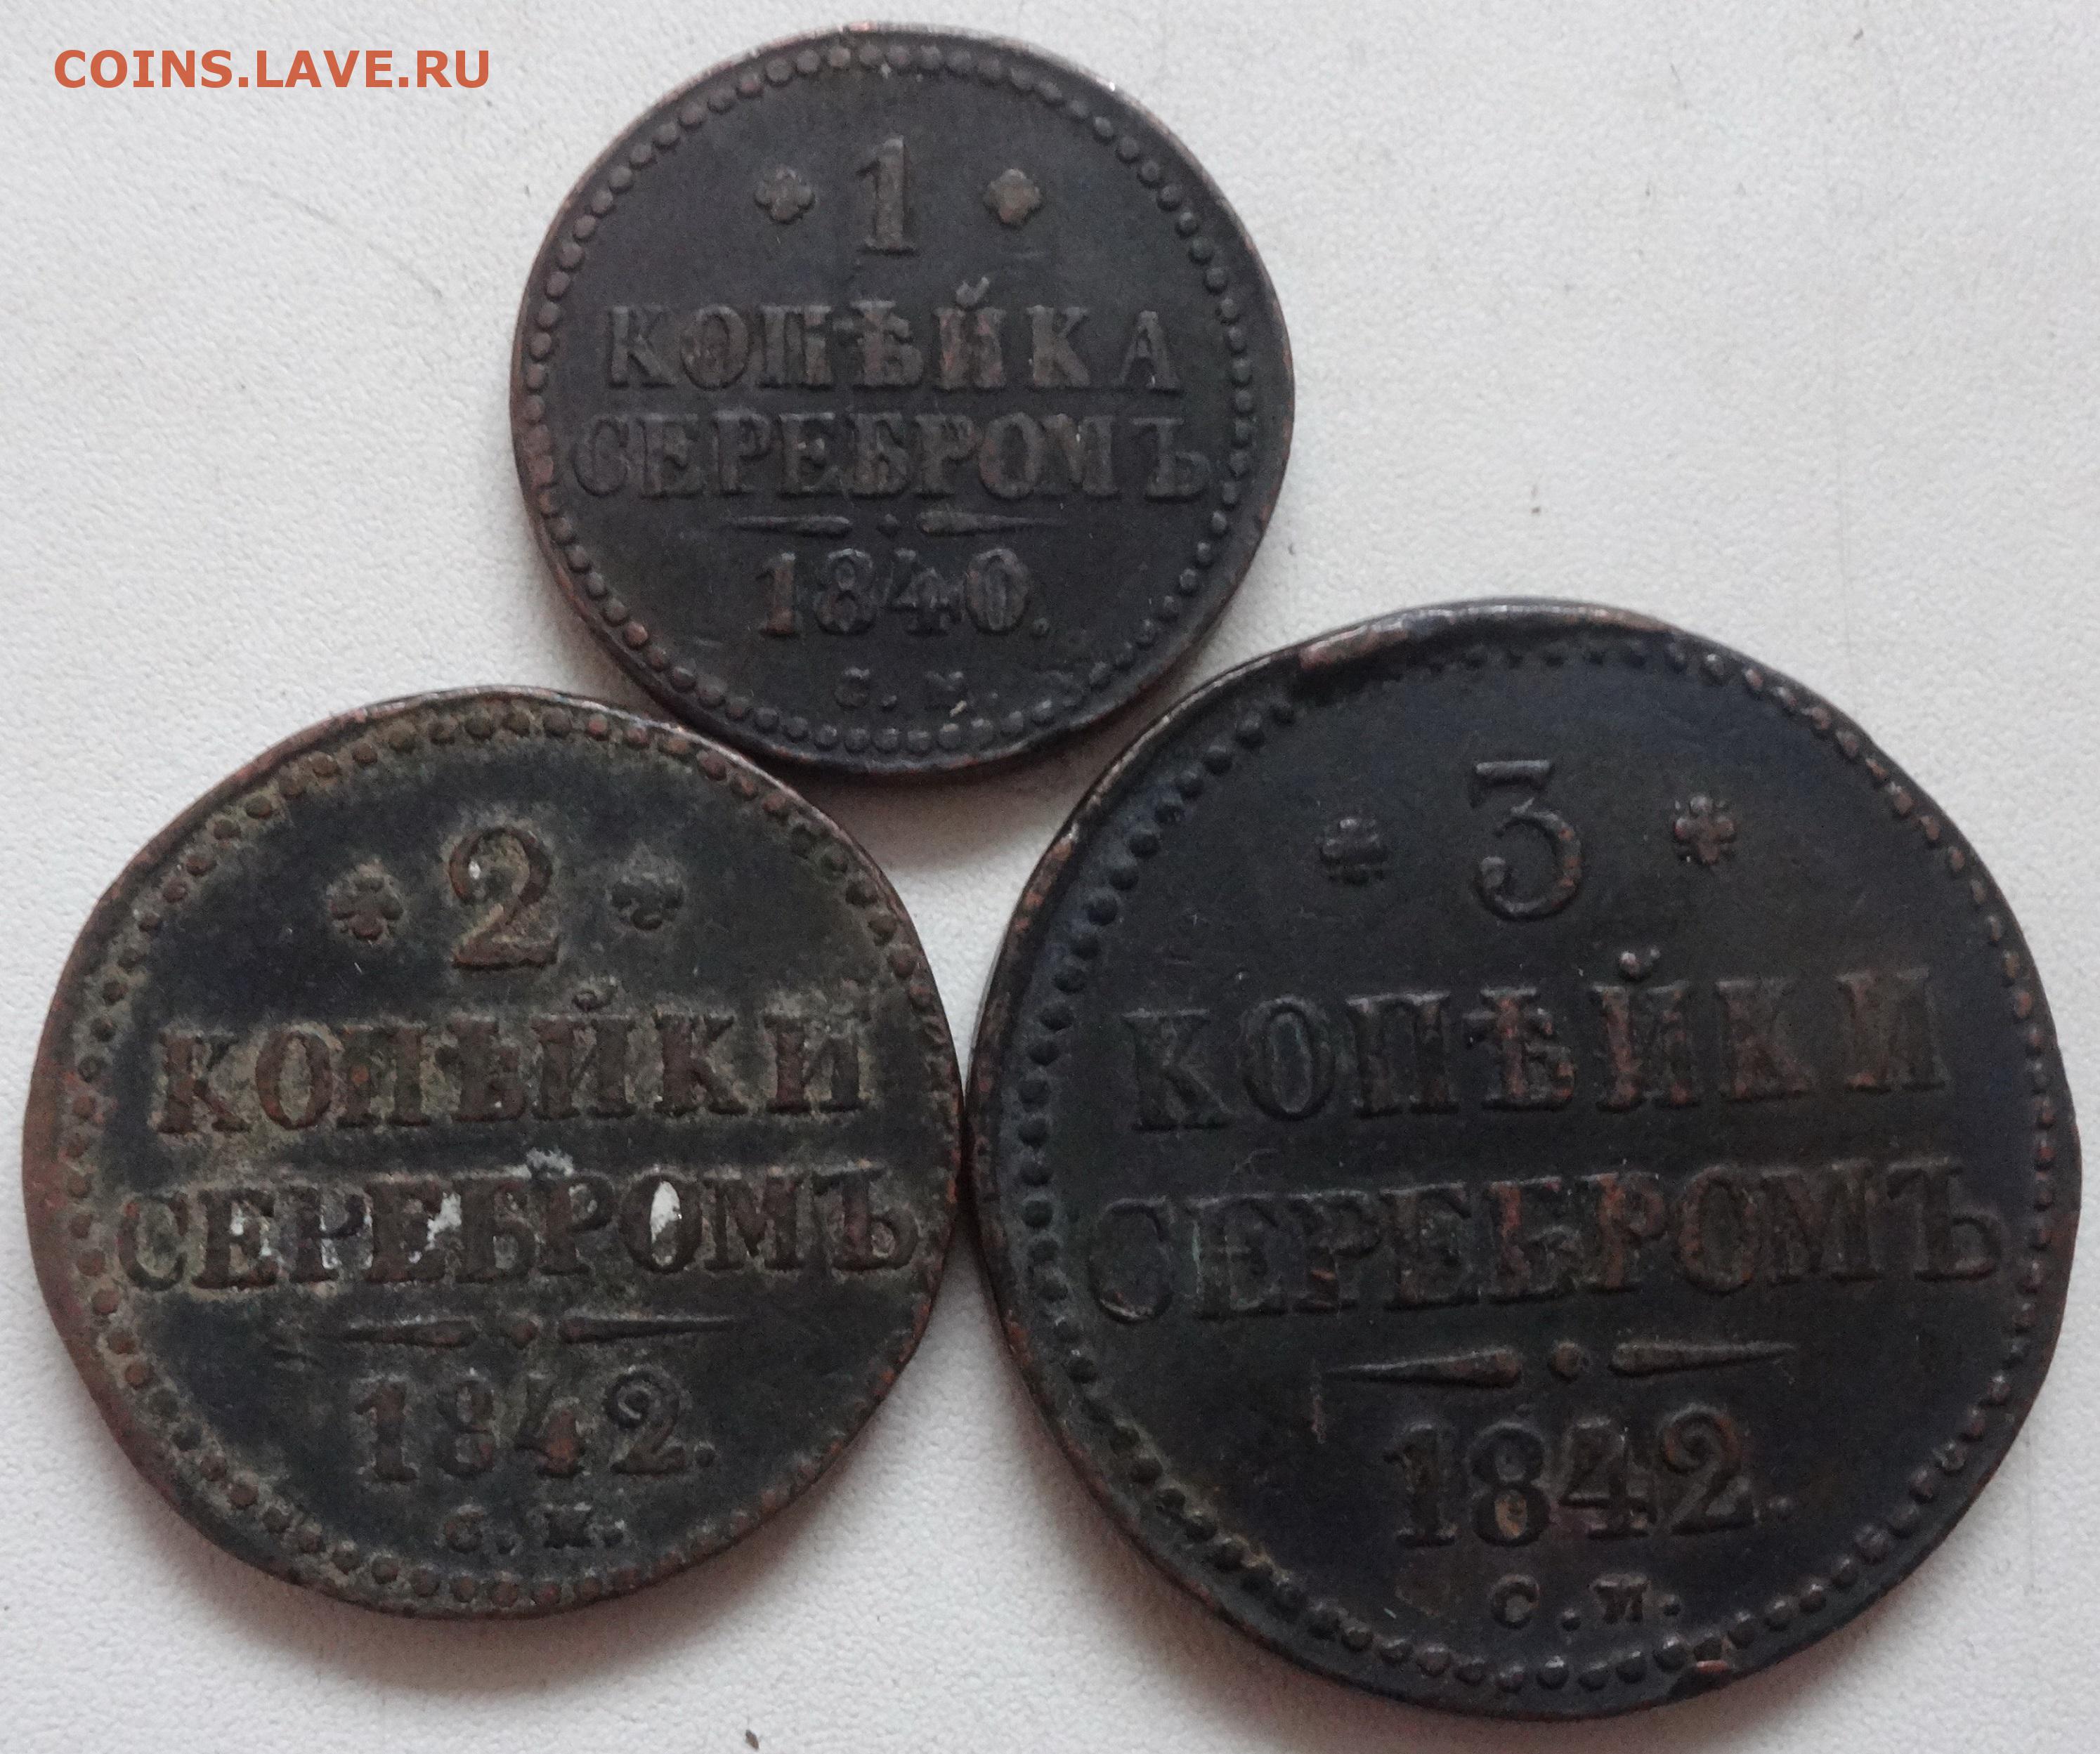 COINS.LAVE.RU
1
КОПѢЙКА
СЕРЕБРОМЪ
1840.
С.М.
2
КОПѢЙКИ
СЕРЕБРОМЪ
1842.
С.М.
3
КОПѢЙКИ
СЕРЕБРОМЪ
1842.
С.М.